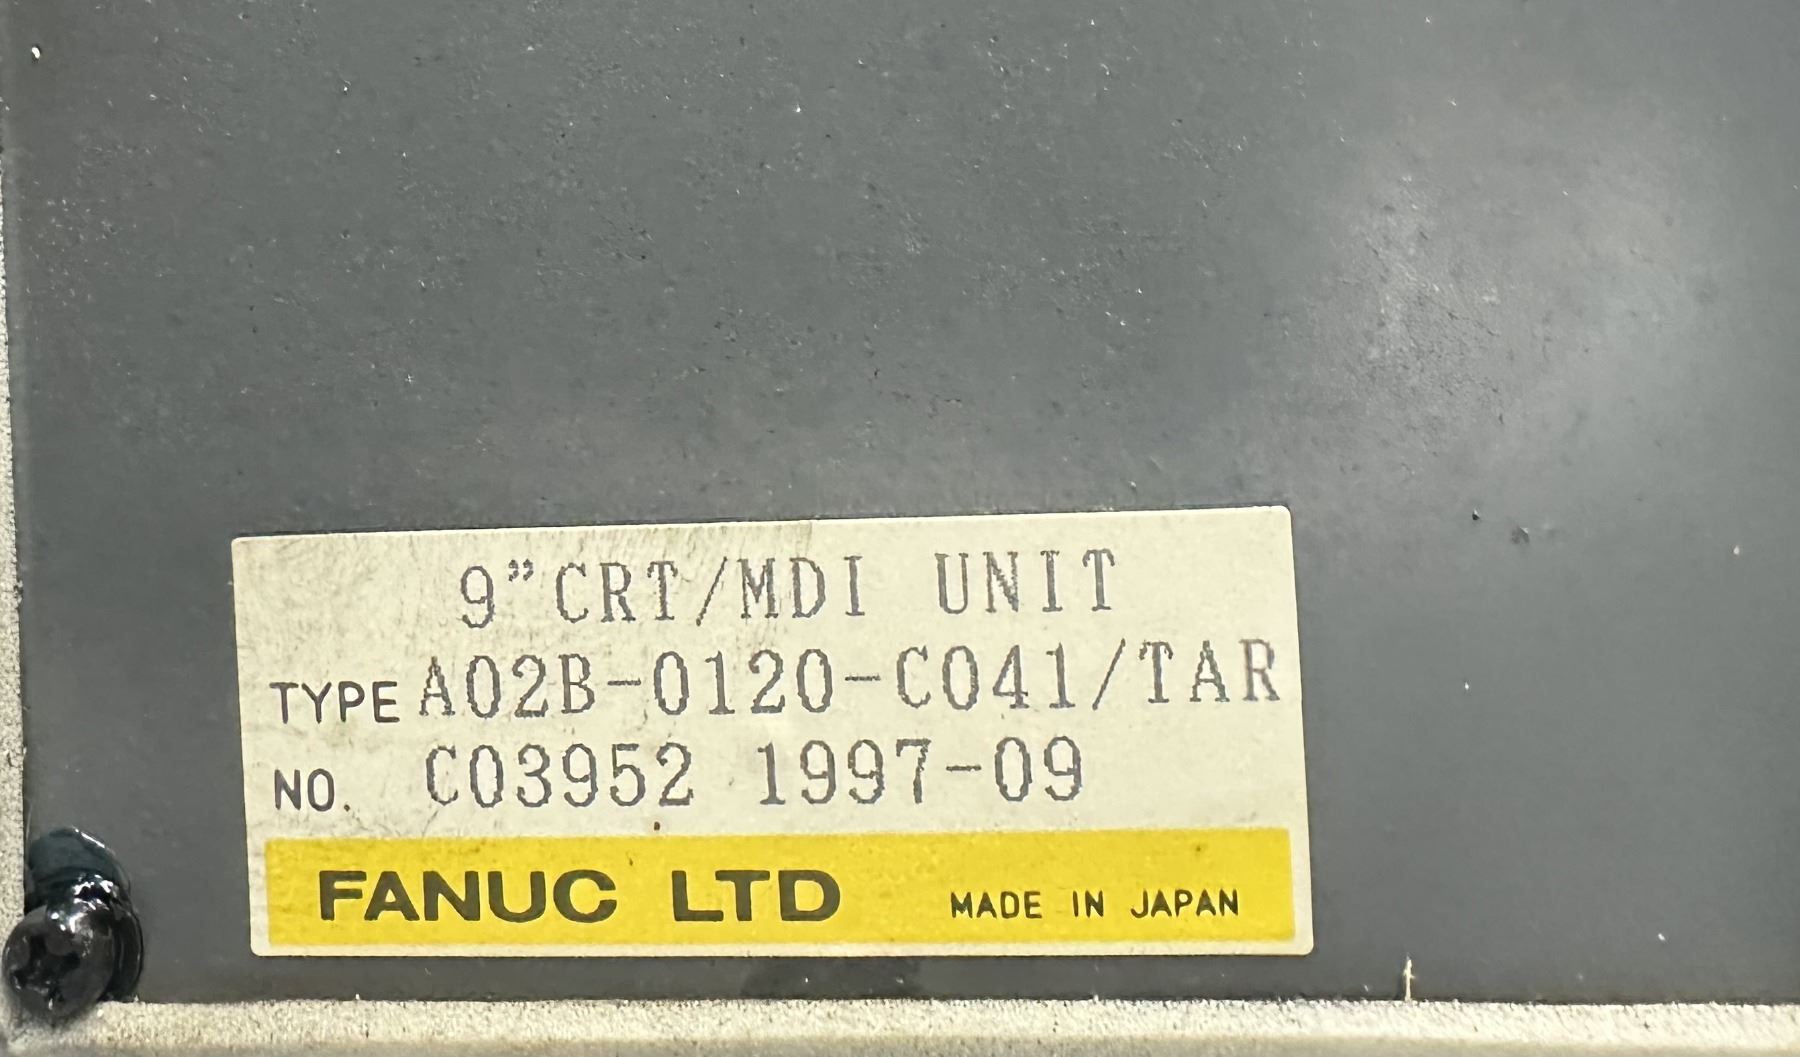 9”CRT/MDI UNIT
TYPE A02B-0120-C041/TAR
NO. C03952 1997-09
FANUC LTD MADE IN JAPAN